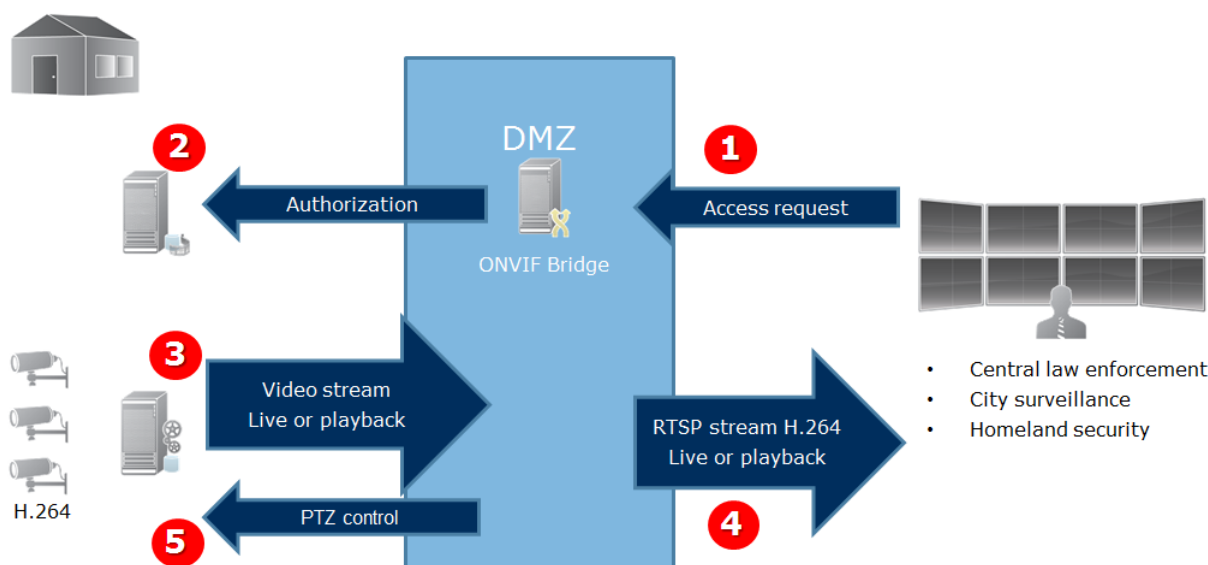 DMZ
ONVIF Bridge
1
Access request
2
Authorization
3
Video stream
Live or playback
RTSP stream H.264
Live or playback
4
PTZ control
5
H.264
• Central law enforcement
• City surveillance
• Homeland security